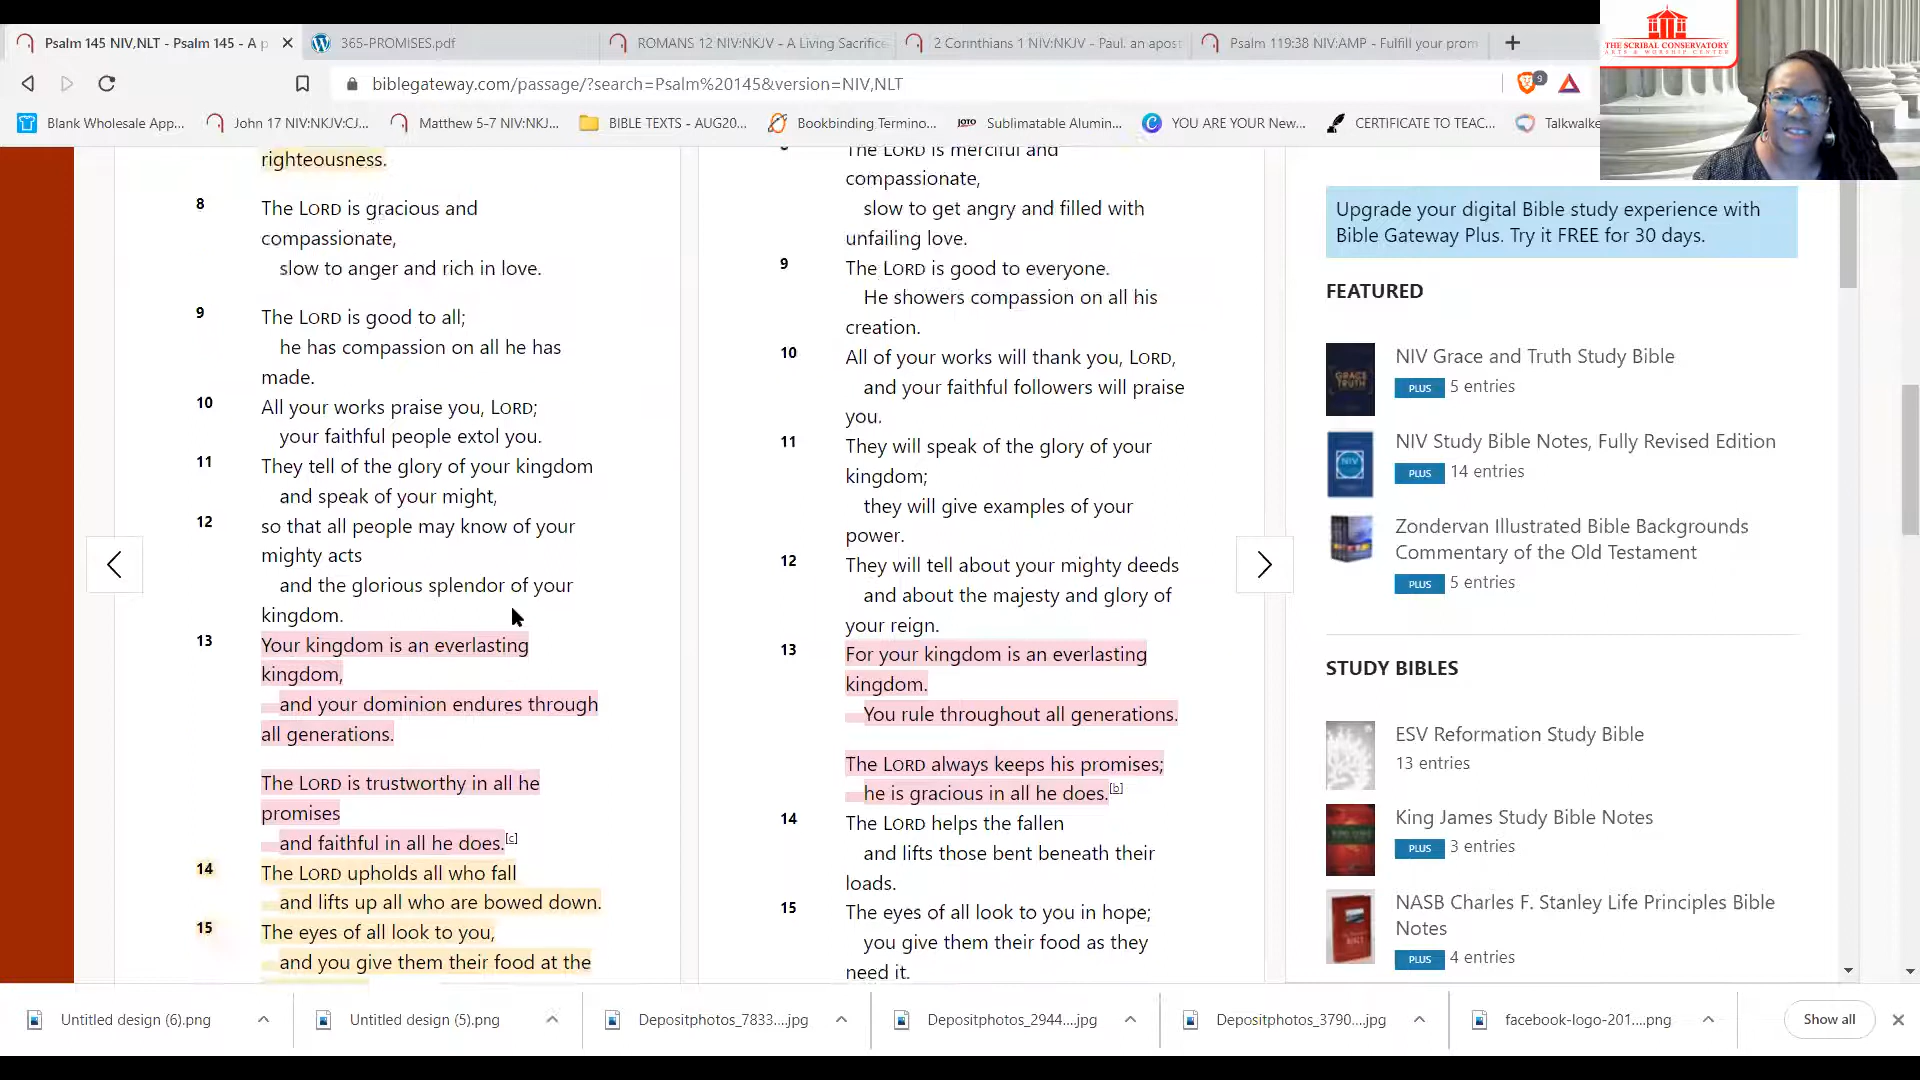 Psalm 145 NIV,NLT - Psalm 145 - A p
365-PROMISES.pdf
ROMANS 12 NIV:NKJV - A Living Sacrifice
2 Corinthians 1 NIV:NKJV - Paul, an apost
Psalm 119:38 NIV;AMP - Fulfill your prom
THE SCRIBAL CONSERVATORY
ARTS & WORSHIP CENTER
biblegateway.com/passage/?search=Psalm%20145&version=NIV,NLT
9
Blank Wholesale App...
John 17 NIV:NKJV:CJ...
Matthew 5-7 NIV:NKJ...
BIBLE TEXTS - AUG20...
Bookbinding Termino...
JOTO
Sublimatable Alumin...
YOU ARE YOUR New...
CERTIFICATE TO TEAC...
Talkwalke
righteousness.
8 The LORD is gracious and
compassionate,
slow to anger and rich in love.
9 The LORD is good to all;
he has compassion on all he has
made.
10 All your works praise you, LORD;
your faithful people extol you.
11 They tell of the glory of your kingdom
and speak of your might,
12 so that all people may know of your
mighty acts
and the glorious splendor of your
kingdom.
13 Your kingdom is an everlasting
kingdom,
and your dominion endures through
all generations.
The LORD is trustworthy in all he
promises
and faithful in all he does.[c]
14 The LORD upholds all who fall
and lifts up all who are bowed down.
15 The eyes of all look to you,
and you give them their food at the
The LORD is merciful and
compassionate,
slow to get angry and filled with
unfailing love.
9 The LORD is good to everyone.
He showers compassion on all his
creation.
10 All of your works will thank you, LORD,
and your faithful followers will praise
you.
11 They will speak of the glory of your
kingdom;
they will give examples of your
power.
12 They will tell about your mighty deeds
and about the majesty and glory of
your reign.
13 For your kingdom is an everlasting
kingdom.
You rule throughout all generations.
The LORD always keeps his promises;
he is gracious in all he does.[b]
14 The LORD helps the fallen
and lifts those bent beneath their
loads.
15 The eyes of all look to you in hope;
you give them their food as they
need it.
Upgrade your digital Bible study experience with
Bible Gateway Plus. Try it FREE for 30 days.
FEATURED
GRACE
TRUTH
NIV Grace and Truth Study Bible
PLUS 5 entries
NIV
NIV Study Bible Notes, Fully Revised Edition
PLUS 14 entries
Zondervan Illustrated Bible Backgrounds
Commentary of the Old Testament
PLUS 5 entries
STUDY BIBLES
ESV Reformation Study Bible
13 entries
King James Study Bible Notes
PLUS 3 entries
NASB Charles F. Stanley Life Principles Bible
Notes
PLUS 4 entries
Untitled design (6).png
Untitled design (5).png
Depositphotos_7833....jpg
Depositphotos_2944....jpg
Depositphotos_3790....jpg
facebook-logo-201....png
Show all